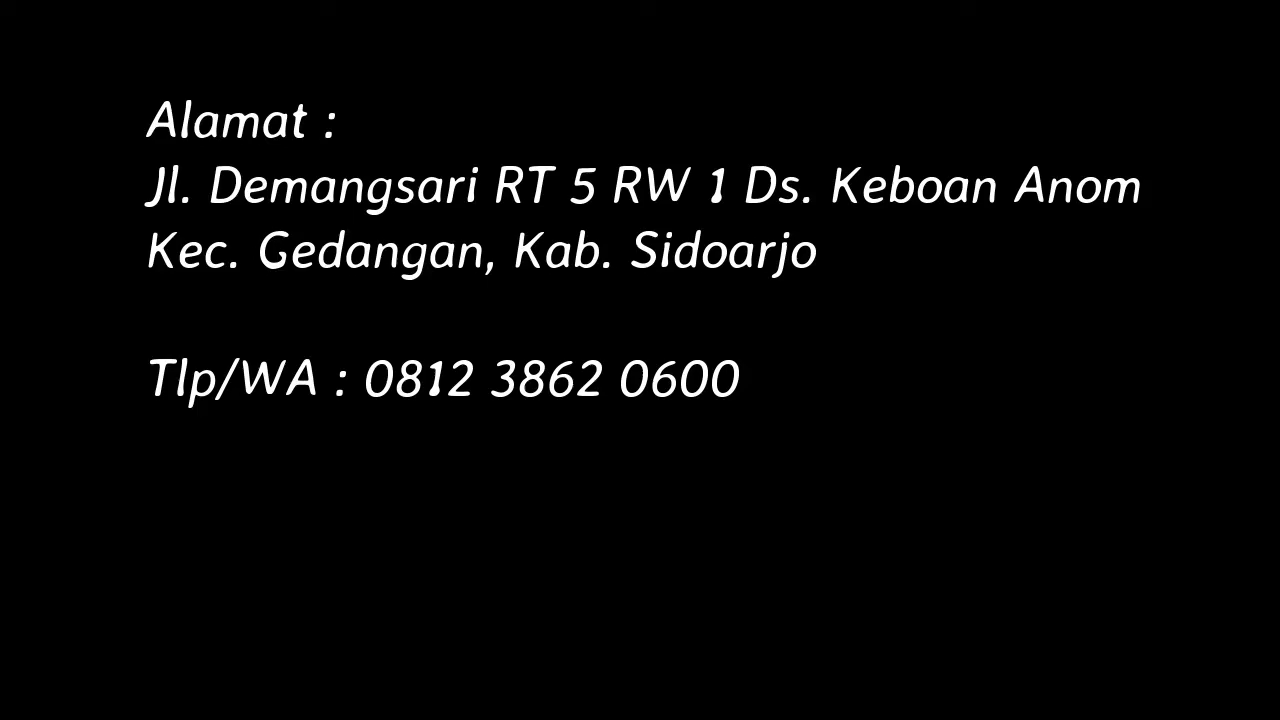 Alamat :
Jl. Demangsari RT 5 RW 1 Ds. Keboan Anom
Kec. Gedangan, Kab. Sidoarjo
Tlp/WA : 0812 3862 0600